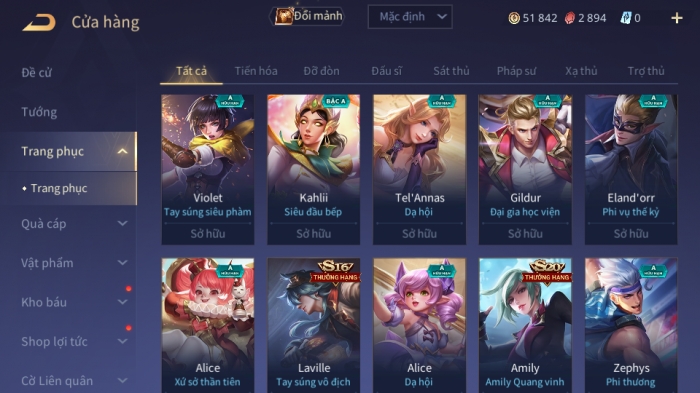 Cửa hàng
Đổi mảnh
Mặc định
51 842
2 894
0
Đề cử
Tướng
Trang phục
Trang phục
Quà cáp
Vật phẩm
Kho báu
Shop lợi tức
Cờ Liên quân
Tất cả Tiến hóa Đỡ đòn Đấu sĩ Sát thủ Pháp sư Xạ thủ Trợ thủ
A
HỮU HẠN
Violet
Tay súng siêu phàm
Sở hữu
BẬC A
Kahlii
Siêu đầu bếp
Sở hữu
A
HỮU HẠN
Tel'Annas
Dạ hội
Sở hữu
A
HỮU HẠN
Gildur
Đại gia học viện
Sở hữu
A
HỮU HẠN
Eland'orr
Phi vụ thế kỷ
Sở hữu
A
HỮU HẠN
Alice
Xứ sở thần tiên
S16
THƯỞNG HẠNG
Laville
Tay súng vô địch
A
HỮU HẠN
Alice
Dạ hội
S20
THƯỞNG HẠNG
Amily
Amily Quang vinh
A
HỮU HẠN
Zephys
Phi thương